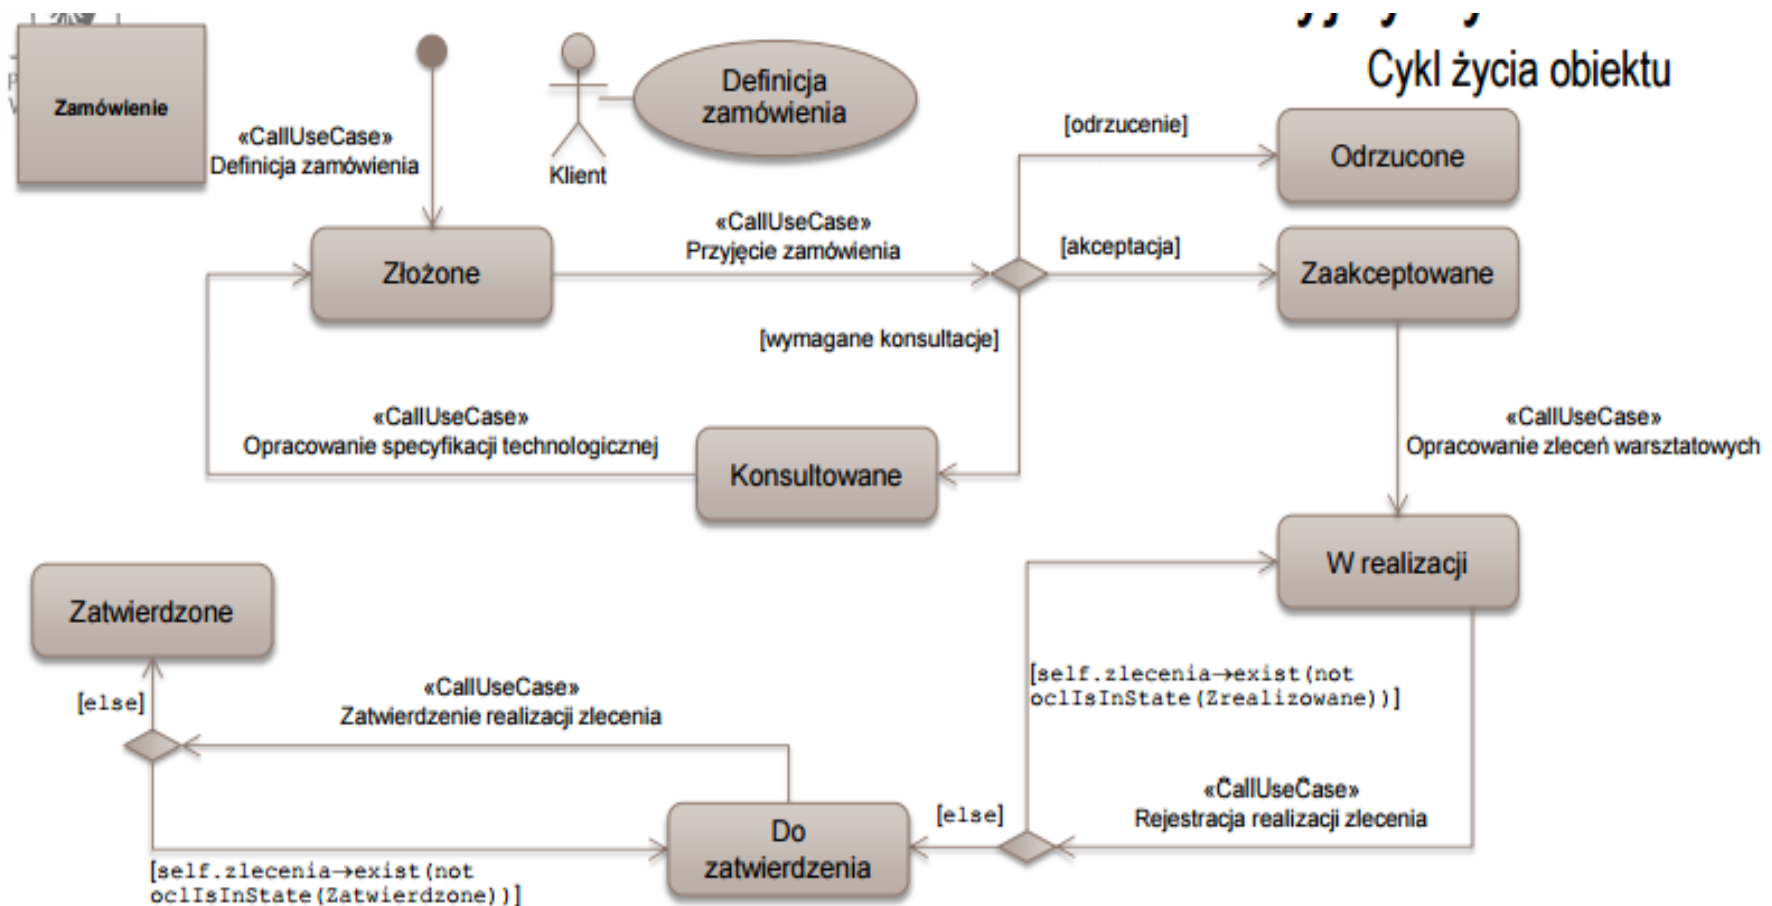 Cykl życia obiektu
Zamówienie
«CallUseCase»
Definicja zamówienia
Klient
Definicja
zamówienia
[odrzucenie]
Odrzucone
«CallUseCase»
Przyjęcie zamówienia
[akceptacja]
Złożone
Zaakceptowane
[wymagane konsultacje]
«CallUseCase»
Opracowanie specyfikacji technologicznej
Konsultowane
«CallUseCase»
Opracowanie zleceń warsztatowych
W realizacji
Zatwierdzone
[else]
«CallUseCase»
Zatwierdzenie realizacji zlecenia
[self.zlecenia→exist(not
oclIsInState(Zrealizowane))]
«CallUseCase»
Rejestracja realizacji zlecenia
[else]
Do
zatwierdzenia
[self.zlecenia→exist(not
oclIsInState(Zatwierdzone))]